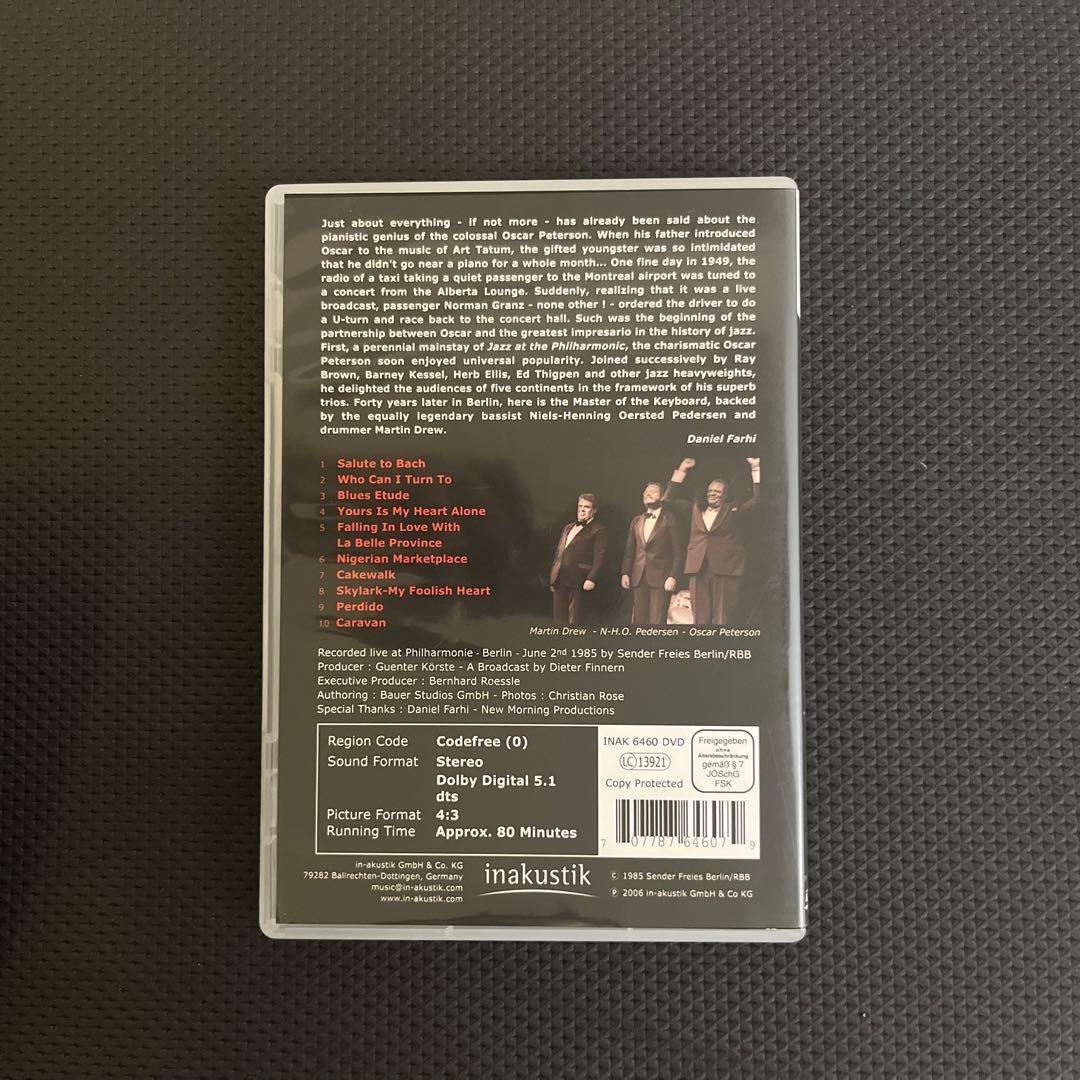 Just about everything - if not more - has already been said about the
pianistic genius of the colossal Oscar Peterson. When his father introduced
Oscar to the music of Art Tatum, the gifted youngster was so intimidated
that he didn't go near a piano for a whole month... One fine day in 1949, the
radio of a taxi taking a quiet passenger to the Montreal airport was tuned to
a concert from the Alberta Lounge. Suddenly, realizing that it was a live
broadcast, passenger Norman Granz - none other ! - ordered the driver to do
a U-turn and race back to the concert hall. Such was the beginning of the
partnership between Oscar and the greatest impresario in the history of jazz.
First, a perennial mainstay of Jazz at the Philharmonic, the charismatic Oscar
Peterson soon enjoyed universal popularity. Joined successively by Ray
Brown, Barney Kessel, Herb Ellis, Ed Thigpen and other jazz heavyweights,
he delighted the audiences of five continents in the framework of his superb
trios. Forty years later in Berlin, here is the Master of the Keyboard, backed
by the equally legendary bassist Niels-Henning Oersted Pedersen and
drummer Martin Drew.
Daniel Farhi
1 Salute to Bach
2 Who Can I Turn To
3 Blues Etude
4 Yours Is My Heart Alone
5 Falling In Love With
La Belle Province
6 Nigerian Marketplace
7 Cakewalk
8 Skylark-My Foolish Heart
9 Perdido
10 Caravan
Martin Drew - N-H.O. Pedersen - Oscar Peterson
Recorded live at Philharmonie - Berlin - June 2nd 1985 by Sender Freies Berlin/RBB
Producer : Guenter Körste - A Broadcast by Dieter Finnern
Executive Producer : Bernhard Roessle
Authoring : Bauer Studios GmbH - Photos : Christian Rose
Special Thanks : Daniel Farhi - New Morning Productions
Region Code Codefree (0)
Sound Format Stereo
Dolby Digital 5.1
dts
Picture Format 4:3
Running Time Approx. 80 Minutes
INAK 6460 DVD
LC 13921
Copy Protected
Freigegeben
ohne
Altersbeschränkung
gemäß § 7
JÖSchG
FSK
7 07787 64607 9
in-akustik GmbH & Co. KG
79282 Ballrechten-Dottingen, Germany
music@in-akustik.com
www.in-akustik.com
inakustik
© 1985 Sender Freies Berlin/RBB
℗ 2006 in-akustik GmbH & Co KG